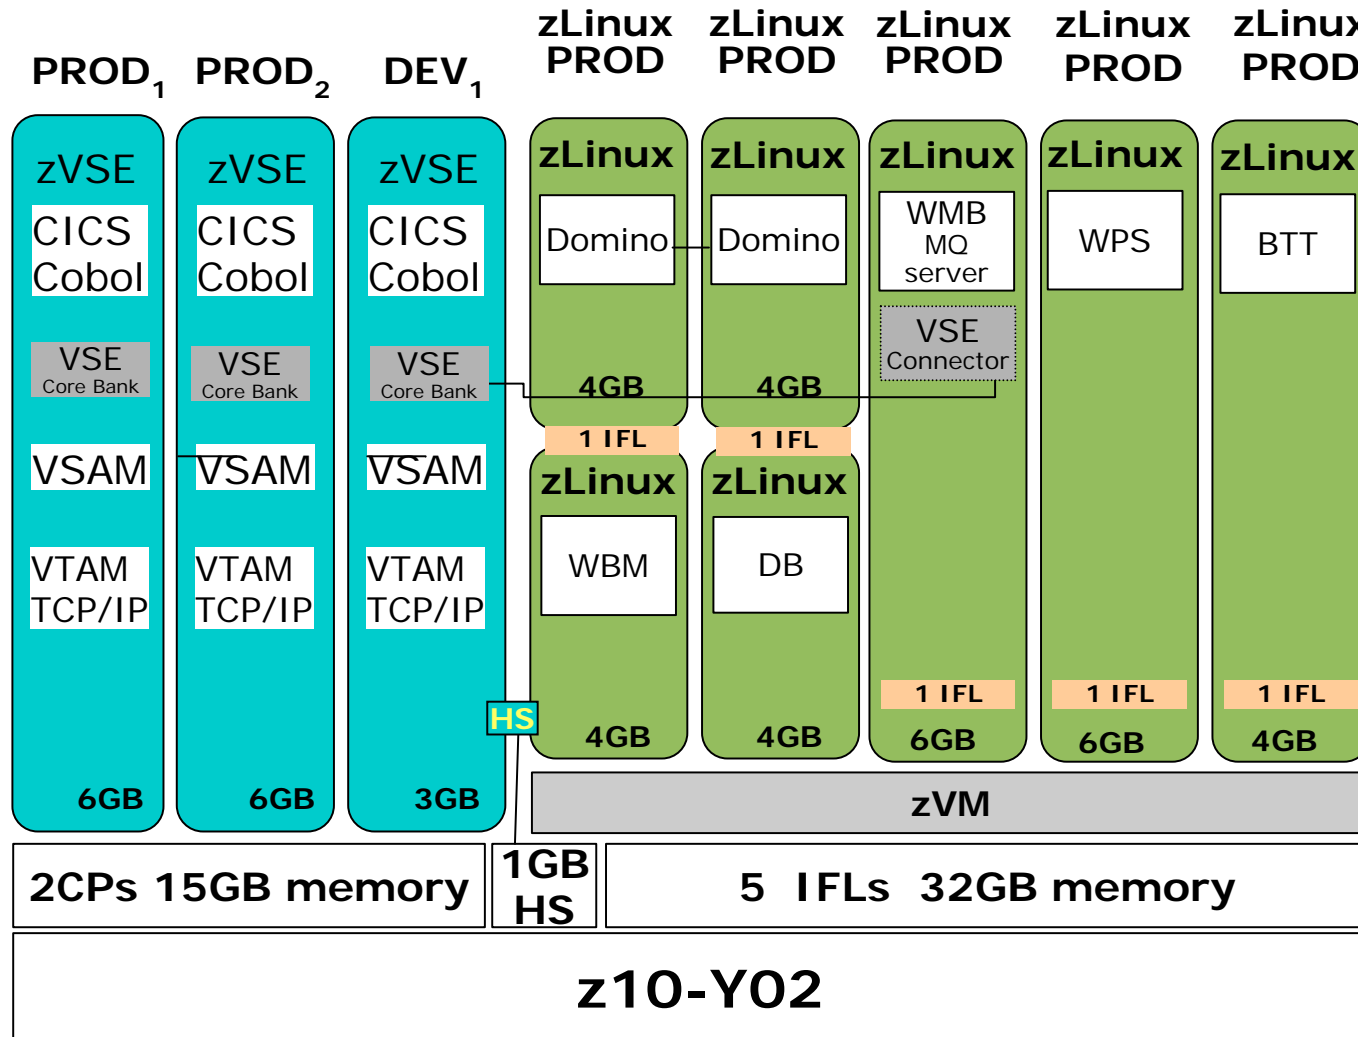 PROD1
PROD2
DEV1
zLinux
PROD
zLinux
PROD
zLinux
PROD
zLinux
PROD
zLinux
PROD
zVSE
CICS
Cobol
VSE
Core Bank
VSAM
VTAM
TCP/IP
6GB
zVSE
CICS
Cobol
VSE
Core Bank
VSAM
VTAM
TCP/IP
6GB
zVSE
CICS
Cobol
VSE
Core Bank
VSAM
VTAM
TCP/IP
3GB
HS
zLinux
Domino
4GB
1 IFL
zLinux
WBM
4GB
zLinux
Domino
4GB
1 IFL
zLinux
DB
4GB
zLinux
WMB
MQ
server
VSE
Connector
1 IFL
6GB
zLinux
WPS
1 IFL
6GB
zLinux
BTT
1 IFL
4GB
zVM
2CPs 15GB memory
1GB
HS
5 IFLs 32GB memory
z10-Y02